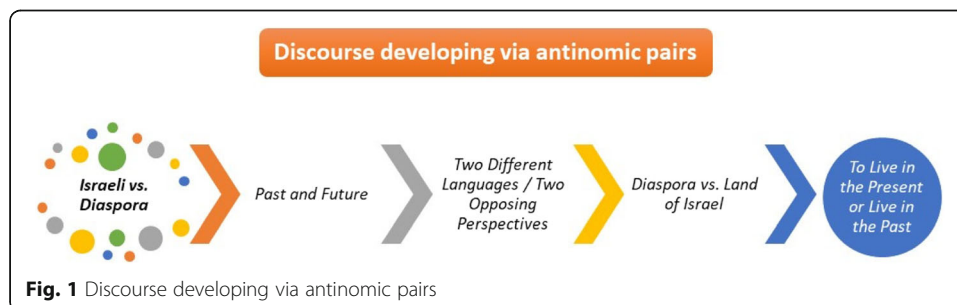 Discourse developing via antinomic pairs
Israeli vs.
Diaspora
Past and Future
Two Different
Languages / Two
Opposing
Perspectives
Diaspora vs. Land
of Israel
To Live in
the Present
or Live in
the Past
Fig. 1 Discourse developing via antinomic pairs